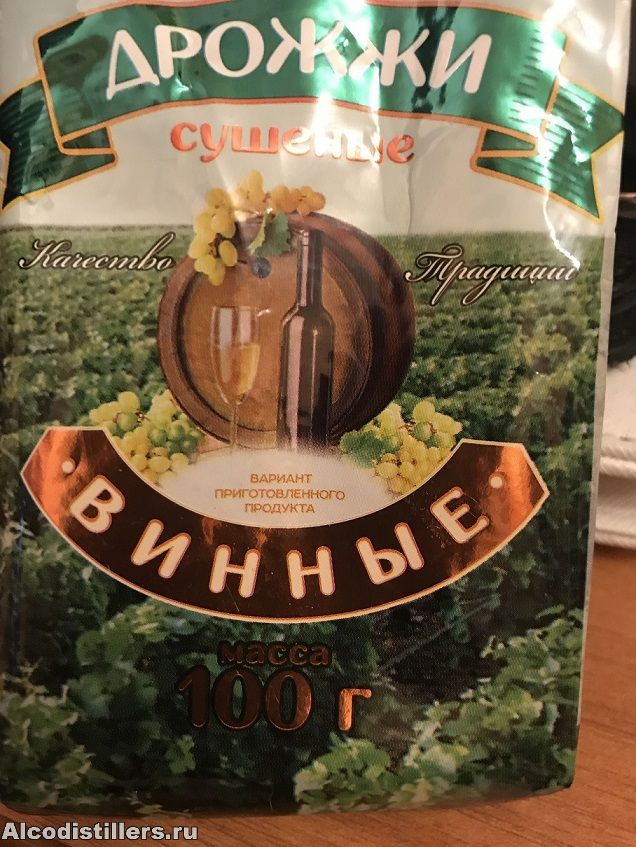 ДРОЖЖИ
сушеные
Качество
Традиции
ВАРИАНТ
ПРИГОТОВЛЕННОГО
ПРОДУКТА
• ВИННЫЕ •
масса
100 г
Alcodistillers.ru